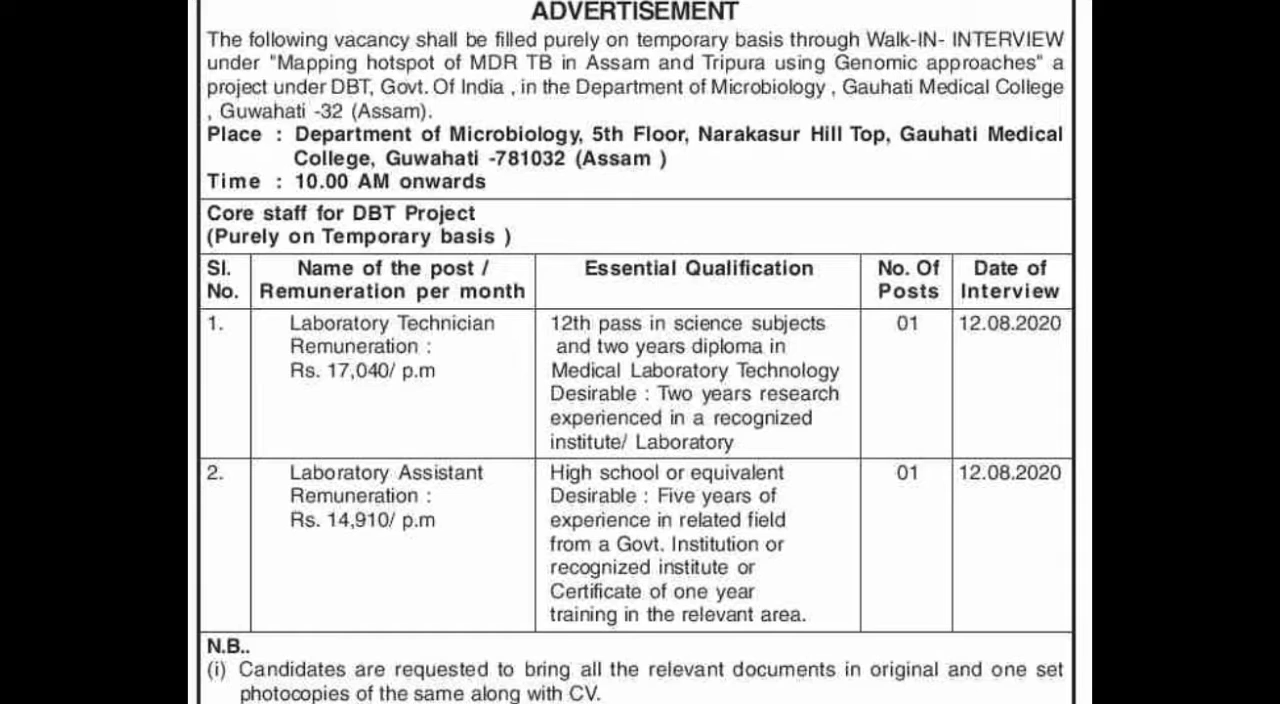 ADVERTISEMENT
The following vacancy shall be filled purely on temporary basis through Walk-IN- INTERVIEW
under "Mapping hotspot of MDR TB in Assam and Tripura using Genomic approaches" a
project under DBT, Govt. Of India , in the Department of Microbiology , Gauhati Medical College
, Guwahati -32 (Assam).
Place : Department of Microbiology, 5th Floor, Narakasur Hill Top, Gauhati Medical
College, Guwahati -781032 (Assam )
Time : 10.00 AM onwards
Core staff for DBT Project
(Purely on Temporary basis )
Sl. No.
Name of the post /
Remuneration per month
Essential Qualification
No. Of
Posts
Date of
Interview
1.
Laboratory Technician
Remuneration :
Rs. 17,040/ p.m
12th pass in science subjects
and two years diploma in
Medical Laboratory Technology
Desirable : Two years research
experienced in a recognized
institute/ Laboratory
01
12.08.2020
2.
Laboratory Assistant
Remuneration :
Rs. 14,910/ p.m
High school or equivalent
Desirable : Five years of
experience in related field
from a Govt. Institution or
recognized institute or
Certificate of one year
training in the relevant area.
01
12.08.2020
N.B..
(i) Candidates are requested to bring all the relevant documents in original and one set
photocopies of the same along with CV.